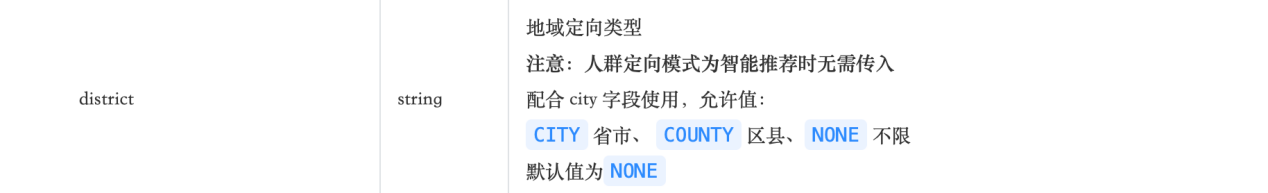 地域定向类型
注意：人群定向模式为智能推荐时无需传入
district string 配合 city 字段使用，允许值：
CITY 省市、 COUNTY 区县、 NONE 不限
默认值为 NONE